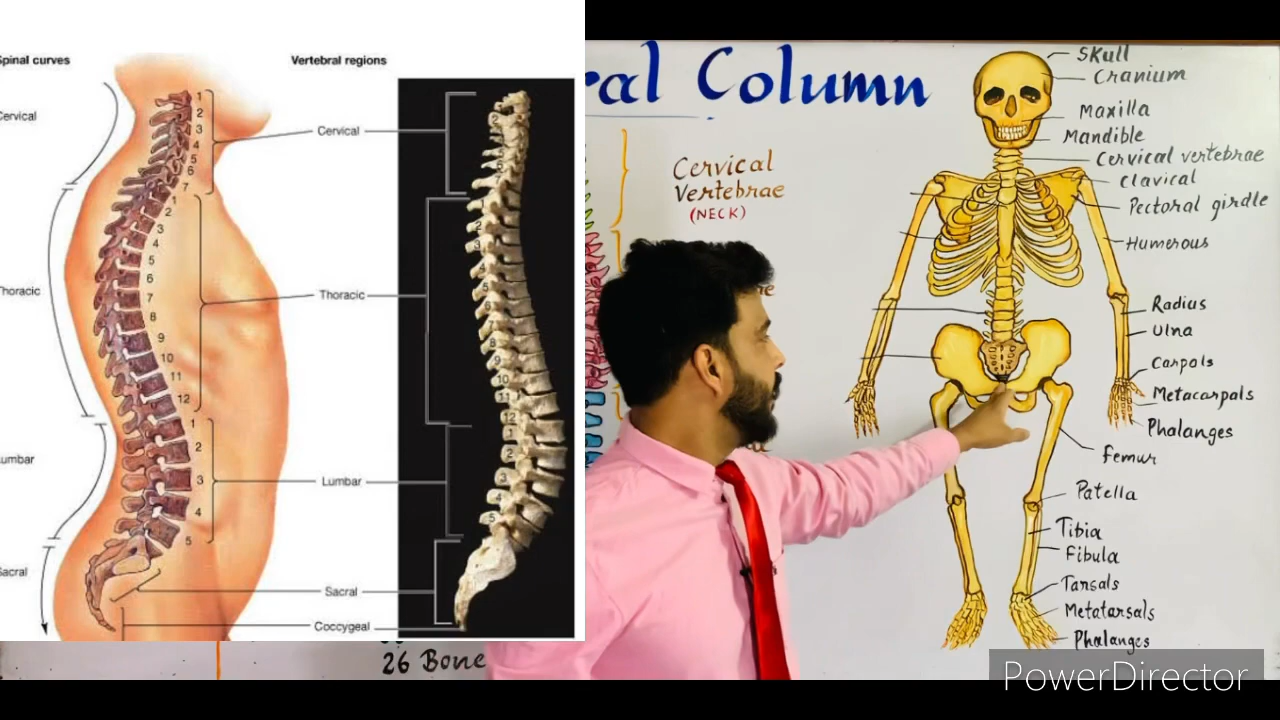 Spinal curves
Vertebral regions
Cervical
Thoracic
Lumbar
Sacral
1
2
3
4
5
6
7
1
2
3
4
5
6
7
8
9
10
11
12
1
2
3
4
5
Cervical
Thoracic
Lumbar
Sacral
Coccygeal
26 Bone
ral Column
Cervical
Vertebrae
(NECK)
Skull
Cranium
Maxilla
Mandible
Cervical vertebrae
Clavical
Pectoral girdle
Humerous
Radius
Ulna
Carpals
Metacarpals
Phalanges
Femur
Patella
Tibia
Fibula
Tarsals
Metatarsals
Phalanges
PowerDirector